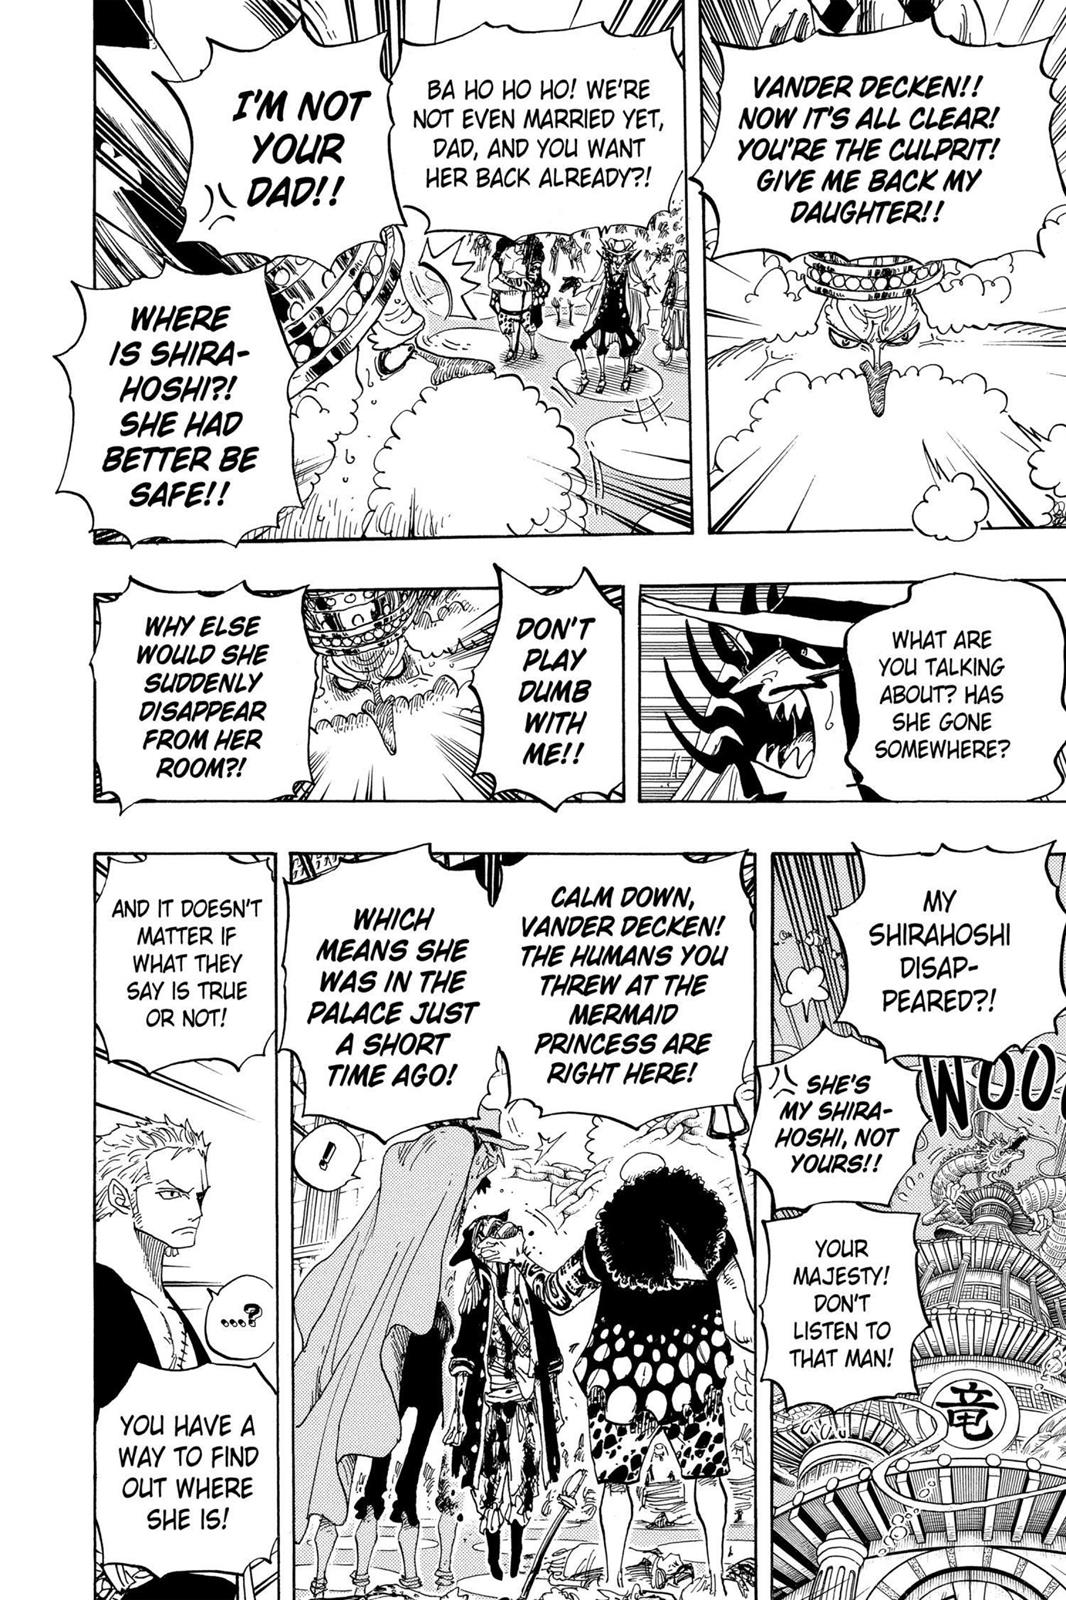 VANDER DECKEN!!
NOW IT'S ALL CLEAR!
YOU'RE THE CULPRIT!
GIVE ME BACK MY
DAUGHTER!!
BA HO HO HO! WE'RE
NOT EVEN MARRIED YET,
DAD, AND YOU WANT
HER BACK ALREADY?!
I'M NOT
YOUR
DAD!!
WHERE
IS SHIRA-
HOSHI?!
SHE HAD
BETTER BE
SAFE!!
WHAT ARE
YOU TALKING
ABOUT? HAS
SHE GONE
SOMEWHERE?
DON'T
PLAY
DUMB
WITH
ME!!
WHY ELSE
WOULD SHE
SUDDENLY
DISAPPEAR
FROM HER
ROOM?!
MY
SHIRAHOSHI
DISAP-
PEARED?!
WOOO
SHE'S
MY SHIRA-
HOSHI, NOT
YOURS!!
YOUR
MAJESTY!
DON'T
LISTEN TO
THAT MAN!
竜
CALM DOWN,
VANDER DECKEN!
THE HUMANS YOU
THREW AT THE
MERMAID
PRINCESS ARE
RIGHT HERE!
WHICH
MEANS SHE
WAS IN THE
PALACE JUST
A SHORT
TIME AGO!
!
AND IT DOESN'T
MATTER IF
WHAT THEY
SAY IS TRUE
OR NOT!
...?
YOU HAVE A
WAY TO FIND
OUT WHERE
SHE IS!